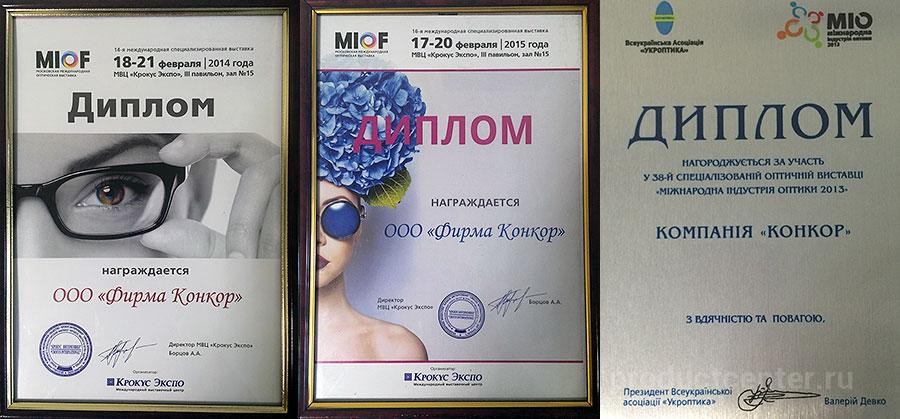 14-я международная специализированная выставка
MIOF
МОСКОВСКАЯ МЕЖДУНАРОДНАЯ
ОПТИЧЕСКАЯ ВЫСТАВКА
18-21 февраля | 2014 года
МВЦ «Крокус Экспо», III павильон, зал №15
Диплом
награждается
ООО «Фирма Конкор»
Директор МВЦ «Крокус Экспо»
Борцов А.А.
Организатор:
КРОКУС ЭКСПО
Международный выставочный центр
14-я международная специализированная выставка
MIOF
МОСКОВСКАЯ МЕЖДУНАРОДНАЯ
ОПТИЧЕСКАЯ ВЫСТАВКА
17-20 февраля | 2015 года
МВЦ «Крокус Экспо», III павильон, зал №15
ДИПЛОМ
НАГРАЖДАЕТСЯ
ООО «Фирма Конкор»
Директор
МВЦ «Крокус Экспо»
Борцов А.А.
Организатор:
КРОКУС ЭКСПО
Международный выставочный центр
Всеукраїнська Асоціація
«УКРОПТИКА»
МІО
міжнародна
індустрія оптики
2013
ДИПЛОМ
НАГОРОДЖУЄТЬСЯ ЗА УЧАСТЬ
У 38-Й СПЕЦІАЛІЗОВАНІЙ ОПТИЧНІЙ ВИСТАВЦІ
«МІЖНАРОДНА ІНДУСТРІЯ ОПТИКИ 2013»
КОМПАНІЯ «КОНКОР»
З ВДЯЧНІСТЮ ТА ПОВАГОЮ,
Президент Всеукраїнської
асоціації «Укроптика»
Валерій Девко